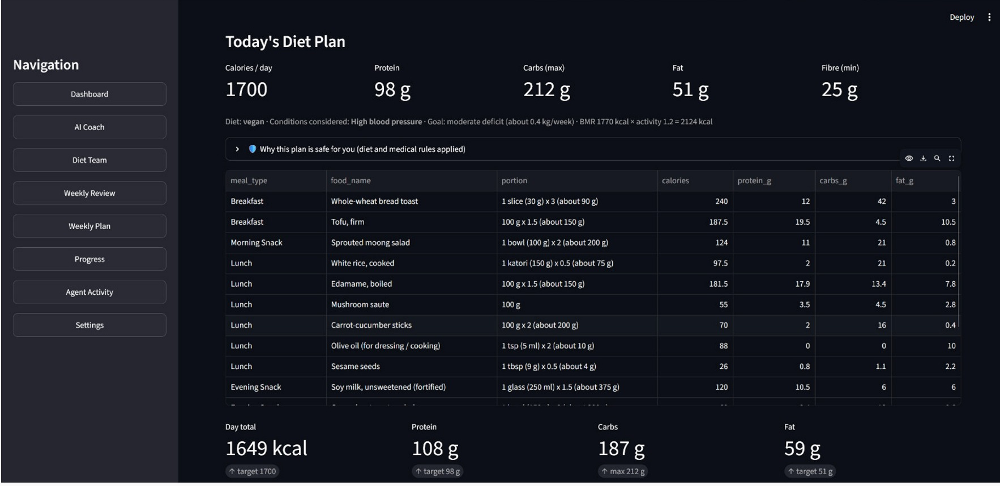 Deploy
Navigation
Dashboard
AI Coach
Diet Team
Weekly Review
Weekly Plan
Progress
Agent Activity
Settings
Today's Diet Plan
Calories / day Protein Carbs (max) Fat Fibre (min)
1700 98 g 212 g 51 g 25 g
Diet: vegan · Conditions considered: High blood pressure · Goal: moderate deficit (about 0.4 kg/week) · BMR 1770 kcal × activity 1.2 = 2124 kcal
Why this plan is safe for you (diet and medical rules applied)
meal_type food_name portion calories protein_g carbs_g fat_g
Breakfast Whole-wheat bread toast 1 slice (30 g) x 3 (about 90 g) 240 12 42 3
Breakfast Tofu, firm 100 g x 1.5 (about 150 g) 187.5 19.5 4.5 10.5
Morning Snack Sprouted moong salad 1 bowl (100 g) x 2 (about 200 g) 124 11 21 0.8
Lunch White rice, cooked 1 katori (150 g) x 0.5 (about 75 g) 97.5 2 21 0.2
Lunch Edamame, boiled 100 g x 1.5 (about 150 g) 181.5 17.9 13.4 7.8
Lunch Mushroom saute 100 g 55 3.5 4.5 2.8
Lunch Carrot-cucumber sticks 100 g x 2 (about 200 g) 70 2 16 0.4
Lunch Olive oil (for dressing / cooking) 1 tsp (5 ml) x 2 (about 10 g) 88 0 0 10
Lunch Sesame seeds 1 tbsp (9 g) x 0.5 (about 4 g) 26 0.8 1.1 2.2
Evening Snack Soy milk, unsweetened (fortified) 1 glass (250 ml) x 1.5 (about 375 g) 120 10.5 6 6
Day total Protein Carbs Fat
1649 kcal 108 g 187 g 59 g
↑ target 1700 ↑ target 98 g ↑ max 212 g ↑ target 51 g